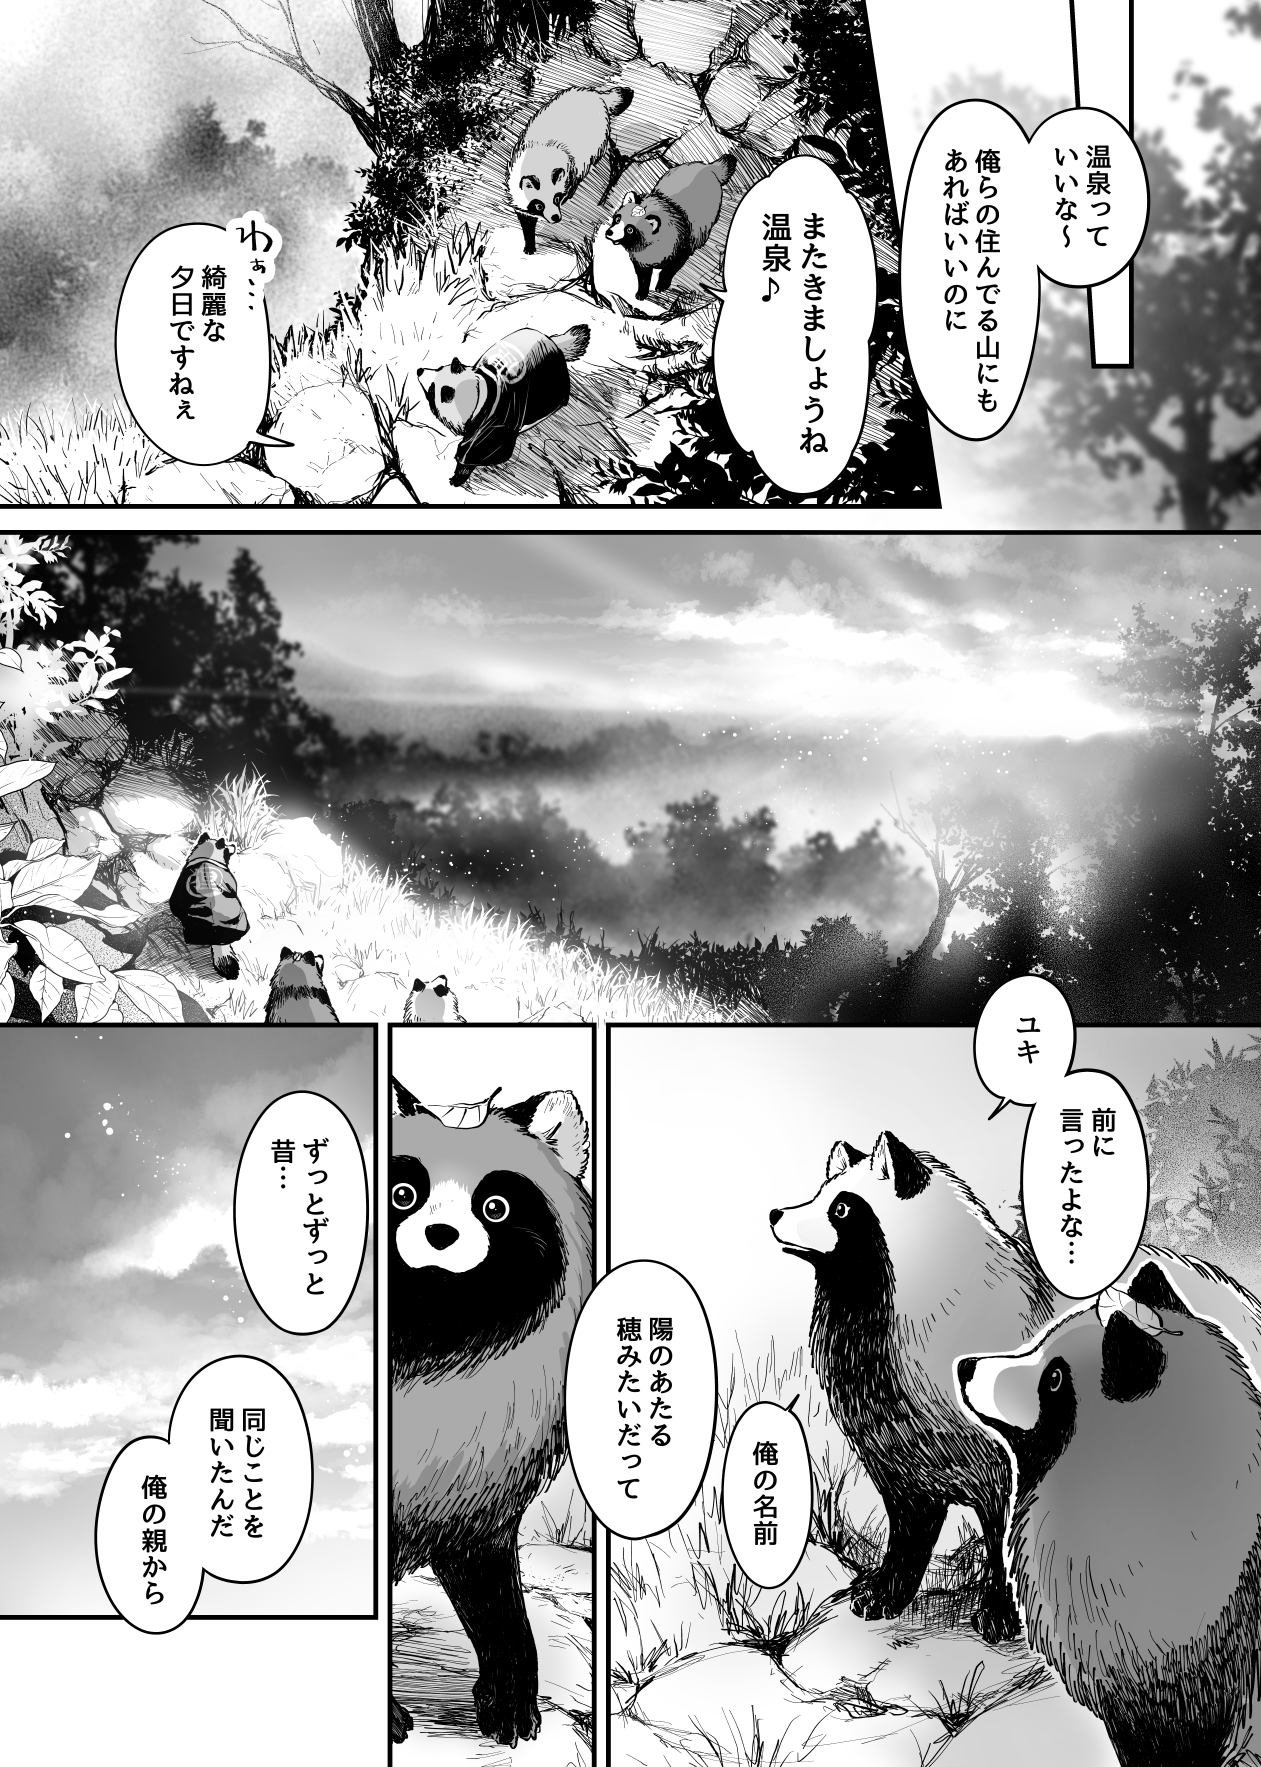 温泉って
いいな～
俺らの住んでる山にも
あればいいのに
またきましょうね
温泉♪
わぁ……
綺麗な
夕日ですねぇ
ユキ
前に
言ったよな…
俺の名前
陽のあたる
穂みたいだって
ずっとずっと
昔…
同じことを
聞いたんだ
俺の親から